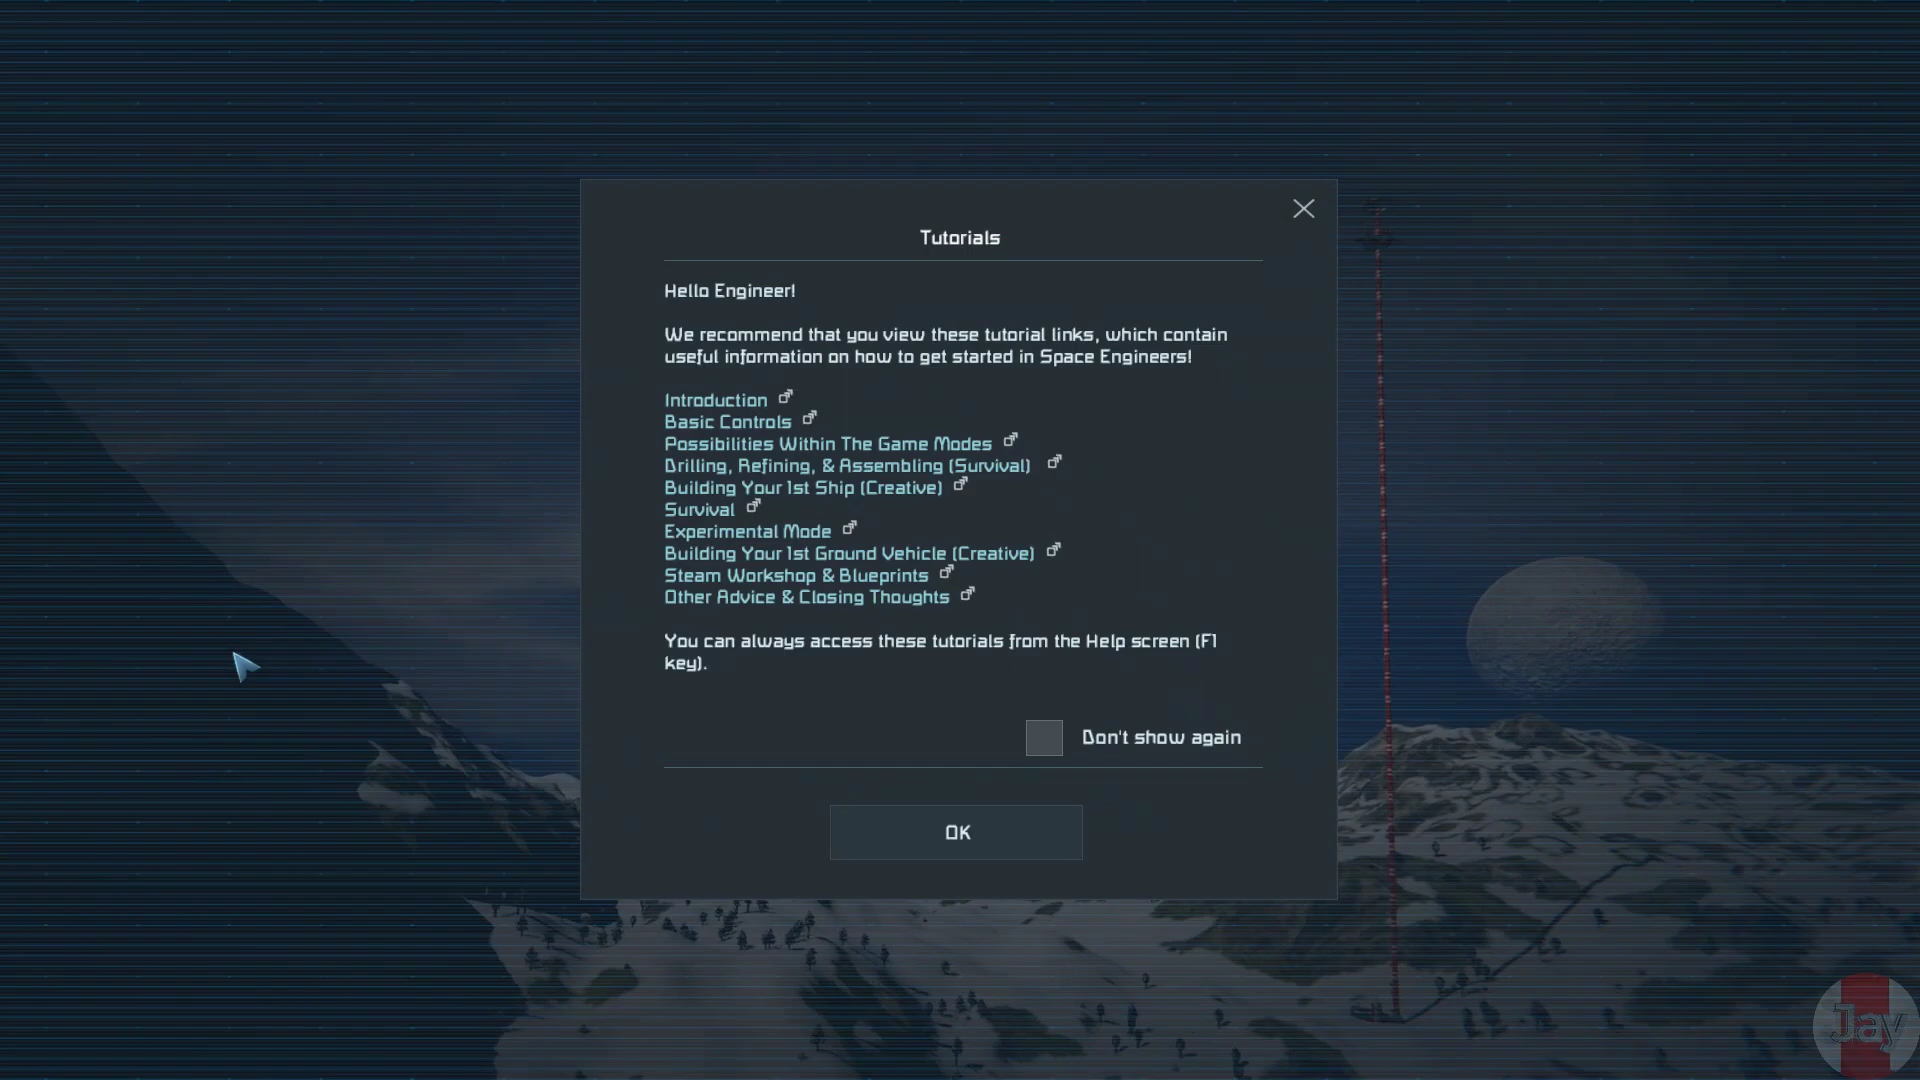 Tutorials
Hello Engineer!
We recommend that you view these tutorial links, which contain
useful information on how to get started in Space Engineers!
Introduction
Basic Controls
Possibilities Within The Game Modes
Drilling, Refining, & Assembling (Survival)
Building Your 1st Ship (Creative)
Survival
Experimental Mode
Building Your 1st Ground Vehicle (Creative)
Steam Workshop & Blueprints
Other Advice & Closing Thoughts
You can always access these tutorials from the Help screen (F1
key).
Don't show again
OK
Jay